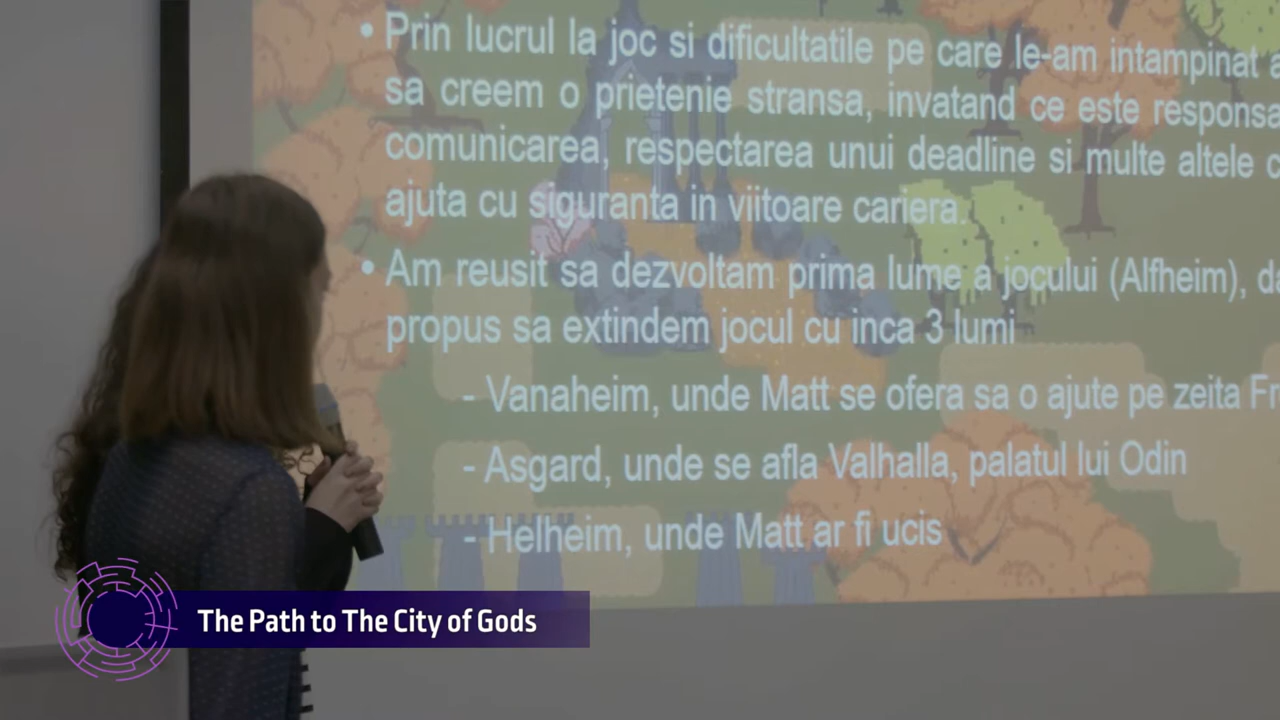 • Prin lucrul la joc si dificultatile pe care le-am intampinat
sa creem o prietenie stransa, invatand ce este
comunicarea, respectarea unui deadline si multe altele
ajuta cu siguranta in viitoare cariera.
• Am reusit sa dezvoltam prima lume a jocului (Alfheim),
propus sa extindem jocul cu inca 3 lumi
- Vanaheim, unde Matt se ofera sa o ajute pe zeita
- Asgard, unde se afla Valhalla, palatul lui Odin
- Helheim, unde Matt ar fi ucis
The Path to The City of Gods